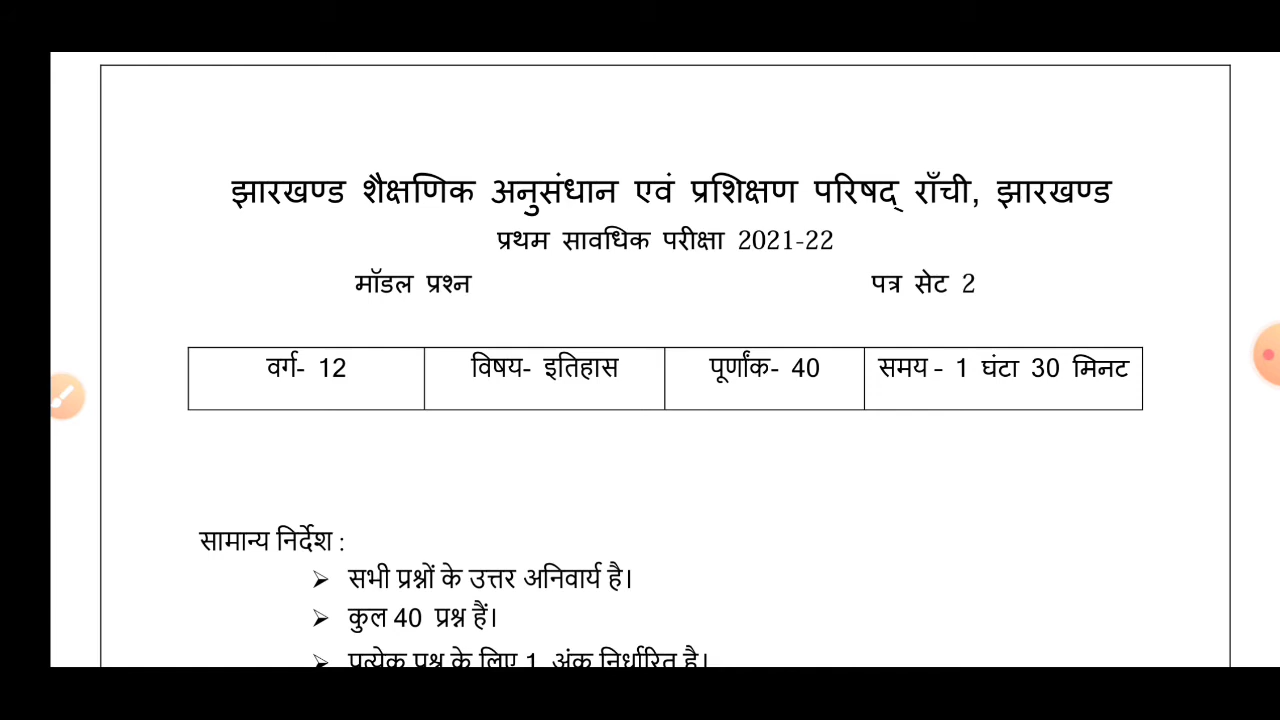 झारखण्ड शैक्षणिक अनुसंधान एवं प्रशिक्षण परिषद् राँची, झारखण्ड
प्रथम सावधिक परीक्षा 2021-22
मॉडल प्रश्न पत्र सेट 2
वर्ग- 12 विषय- इतिहास पूर्णांक- 40 समय - 1 घंटा 30 मिनट
सामान्य निर्देश :
➢ सभी प्रश्नों के उत्तर अनिवार्य है।
➢ कुल 40 प्रश्न हैं।
➢ प्रत्येक प्रश्न के लिए 1 अंक निर्धारित है।